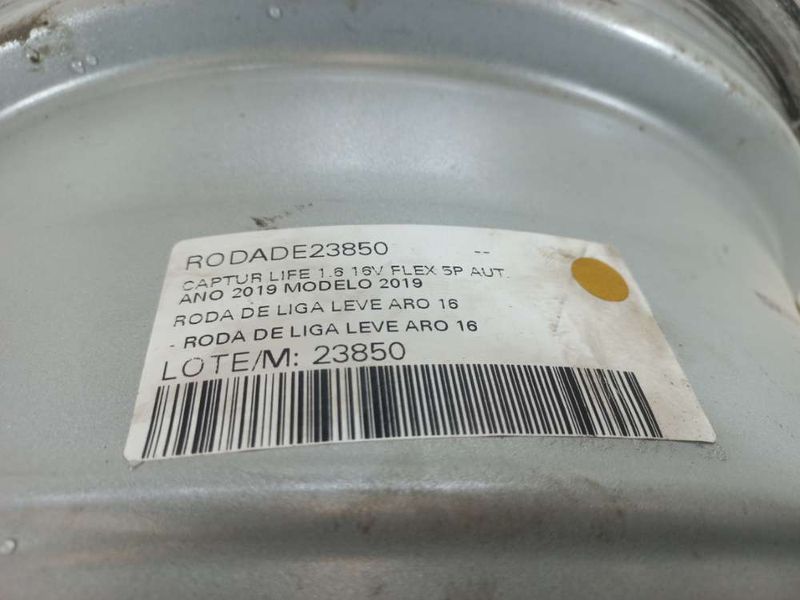 RODADE23850 --
CAPTUR LIFE 1.6 16V FLEX 5P AUT.
ANO 2019 MODELO 2019
RODA DE LIGA LEVE ARO 16
- RODA DE LIGA LEVE ARO 16
LOTE/M: 23850